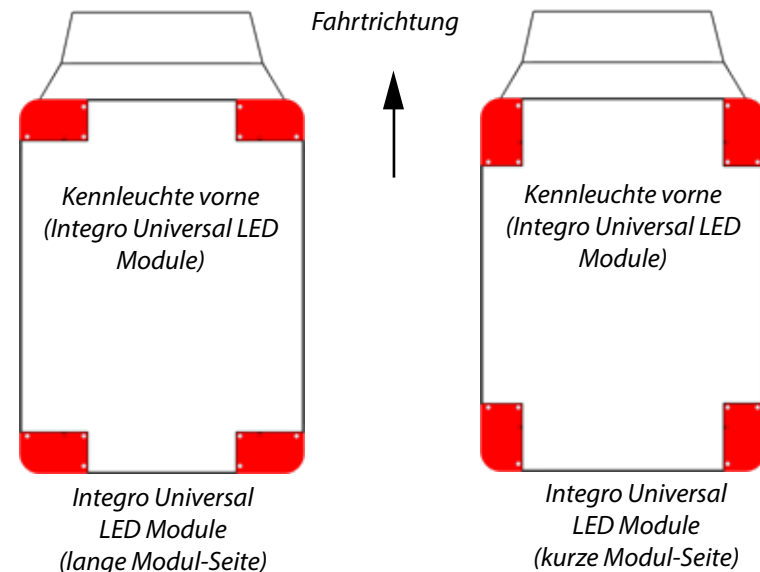 Fahrtrichtung
Kennleuchte vorne
(Integro Universal LED
Module)
Kennleuchte vorne
(Integro Universal LED
Module)
Integro Universal
LED Module
(lange Modul-Seite)
Integro Universal
LED Module
(kurze Modul-Seite)